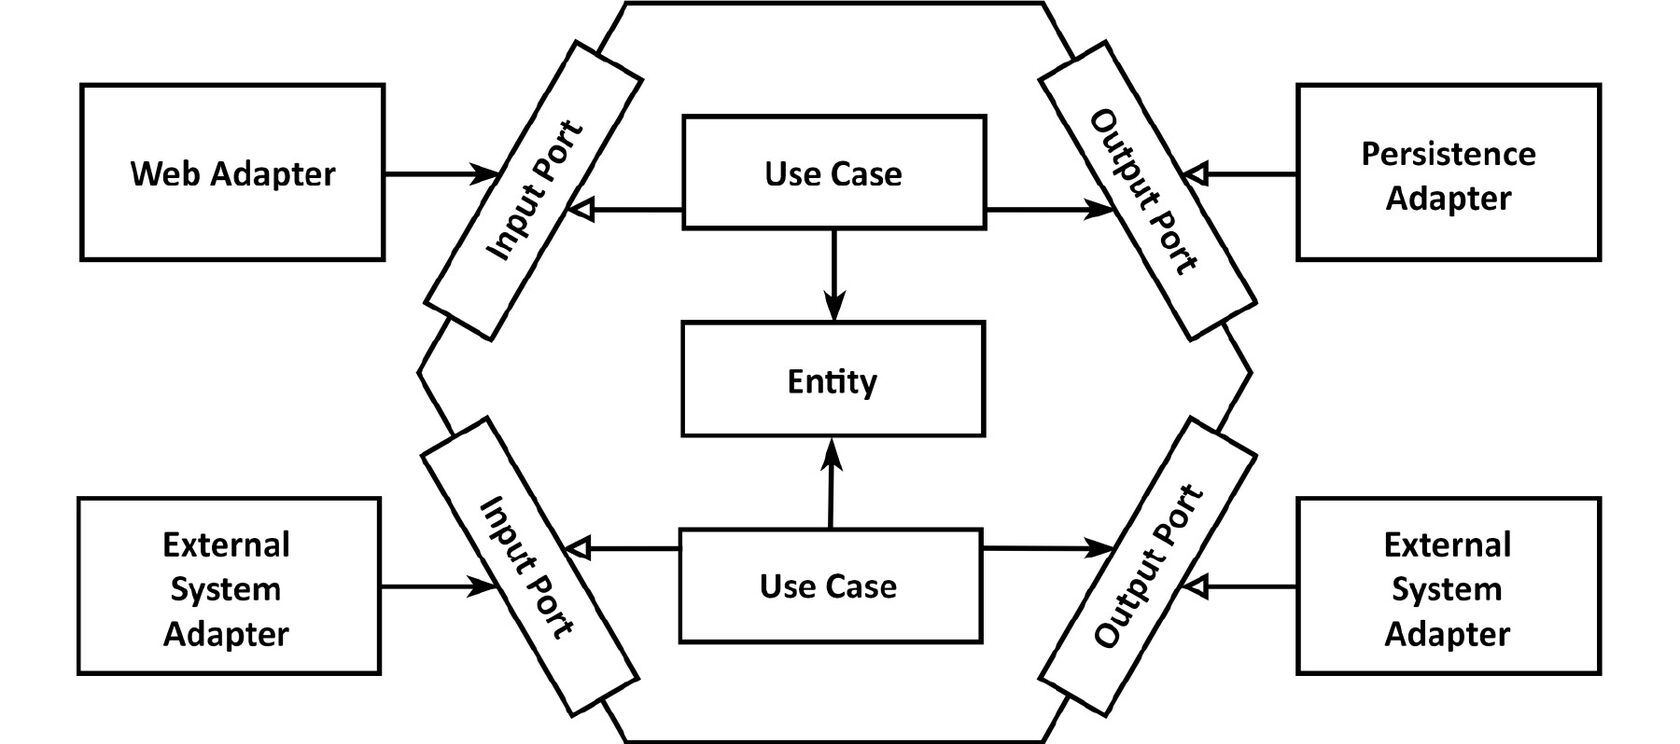 Web Adapter
Input Port
Use Case
Output Port
Persistence
Adapter
Entity
External
System
Adapter
Input Port
Use Case
Output Port
External
System
Adapter